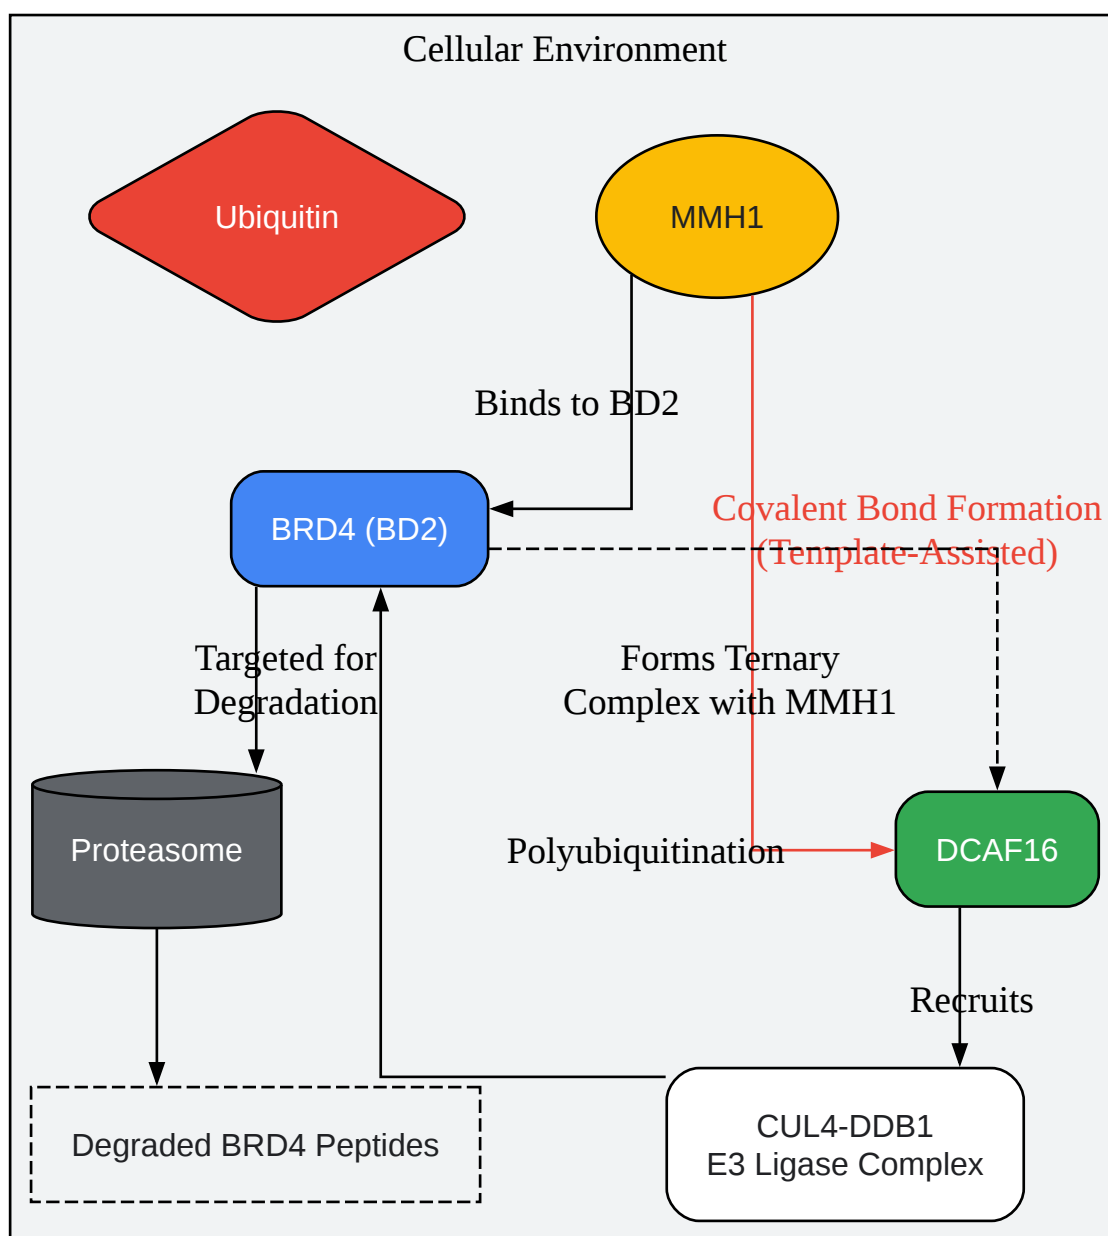 Cellular Environment
Ubiquitin
MMH1
Binds to BD2
Covalent Bond Formation
(Template-Assisted)
BRD4 (BD2)
Targeted for
Degradation
Forms Ternary
Complex with MMH1
Proteasome
Polyubiquitination
DCAF16
Recruits
Degraded BRD4 Peptides
CUL4-DDB1
E3 Ligase Complex